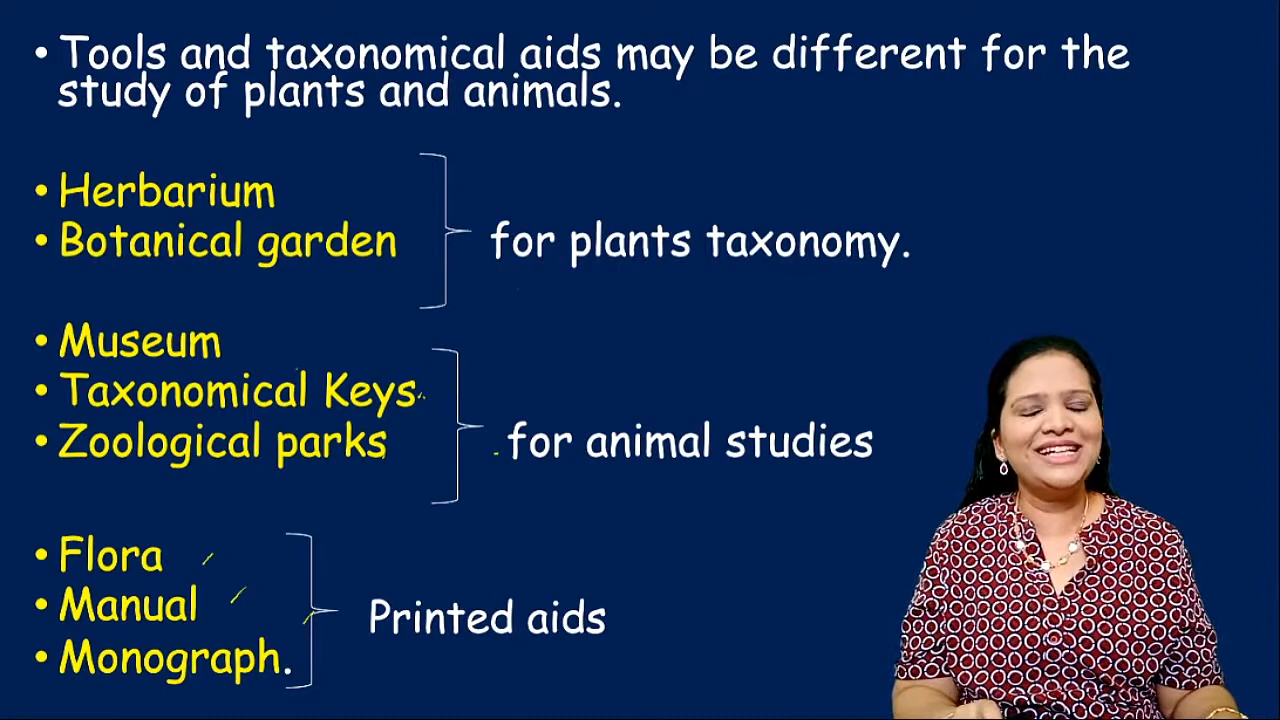 • Tools and taxonomical aids may be different for the
study of plants and animals.
• Herbarium
• Botanical garden
for plants taxonomy.
• Museum
• Taxonomical Keys
• Zoological parks
for animal studies
• Flora
• Manual
• Monograph.
Printed aids